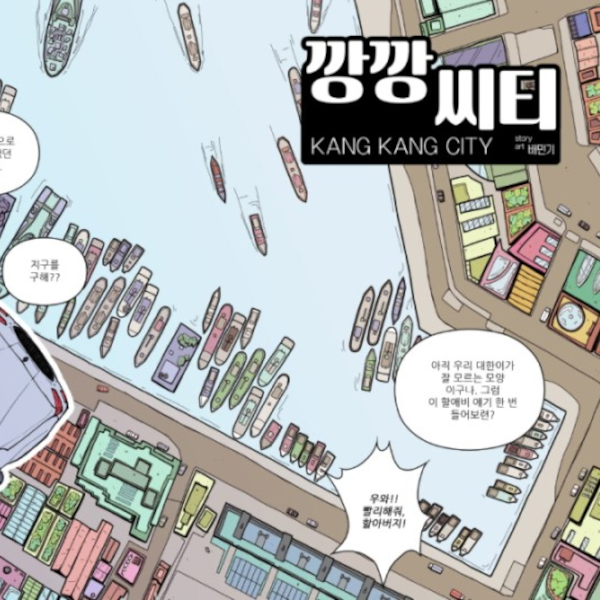 깡깡 씨티
KANG KANG CITY
story
art 배민기
으로
던
지구를
구해??
아직 우리 대한이가
잘 모르는 모양
이구나. 그럼
이 할애비 얘기 한 번
들어보련?
우와!!
빨리해줘,
할아버지!